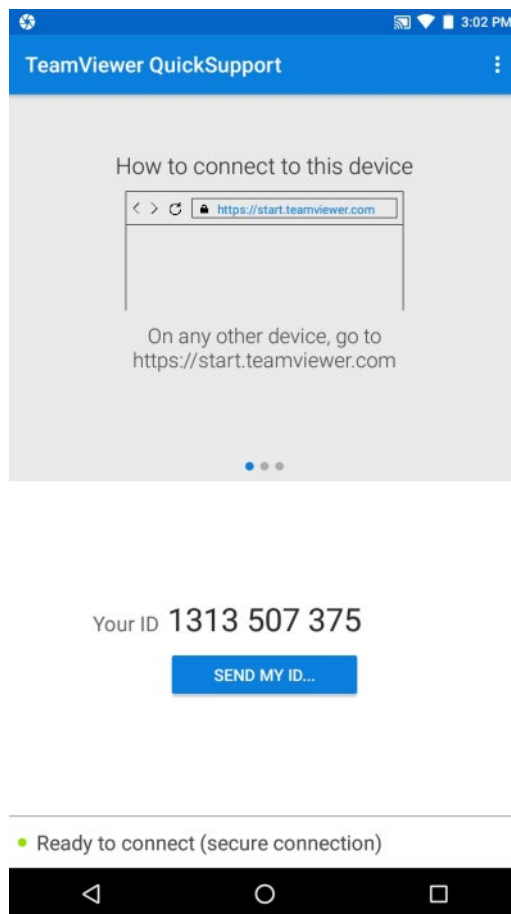 3:02 PM
TeamViewer QuickSupport
How to connect to this device
https://start.teamviewer.com
On any other device, go to
https://start.teamviewer.com
Your ID 1313 507 375
SEND MY ID...
Ready to connect (secure connection)